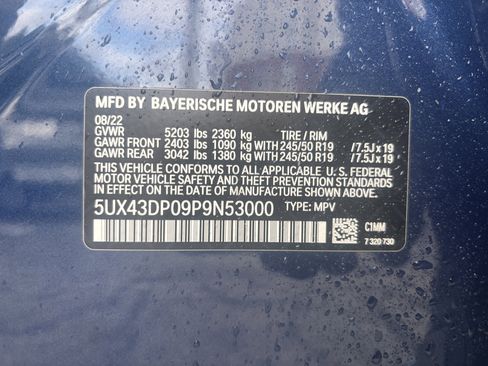 MFD BY BAYERISCHE MOTOREN WERKE AG
08/22
GVWR 5203 lbs 2360 kg TIRE / RIM
GAWR FRONT 2403 lbs 1090 kg WITH 245/50 R19 /7.5J x 19
GAWR REAR 3042 lbs 1380 kg WITH 245/50 R19 /7.5J x 19
THIS VEHICLE CONFORMS TO ALL APPLICABLE U. S. FEDERAL
MOTOR VEHICLE SAFETY STANDARDS IN EFFECT
ON THE DATE OF MANUFACTURE SHOWN ABOVE.
5UX43DP09P9N53000 TYPE: MPV
C1MM
7 320 730